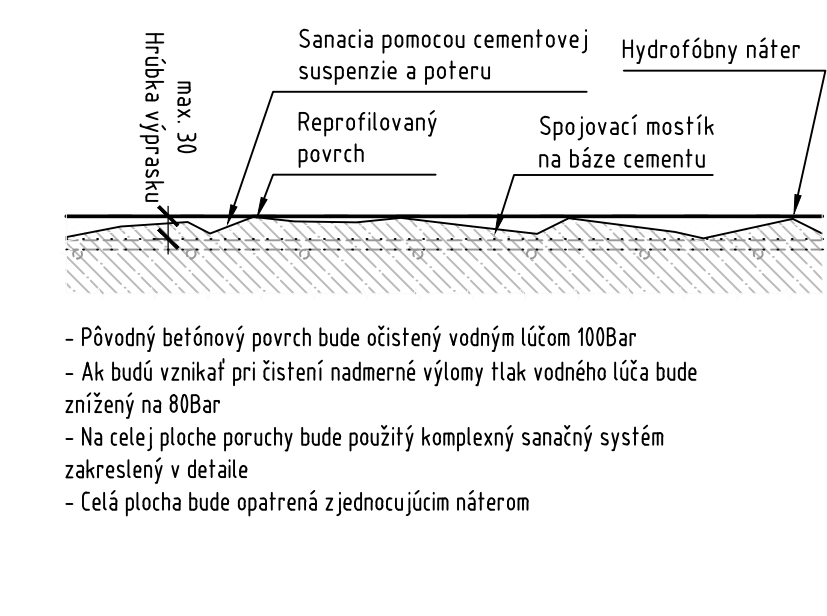 Hrúbka výprasku
max. 30
Sanacia pomocou cementovej
suspenzie a poteru
Hydrofóbny náter
Reprofilovaný
povrch
Spojovací mostík
na báze cementu
- Pôvodný betónový povrch bude očistený vodným lúčom 100Bar
- Ak budú vznikať pri čistení nadmerné výlomy tlak vodného lúča bude
znížený na 80Bar
- Na celej ploche poruchy bude použitý komplexný sanačný systém
zakreslený v detaile
- Celá plocha bude opatrená zjednocujúcim náterom